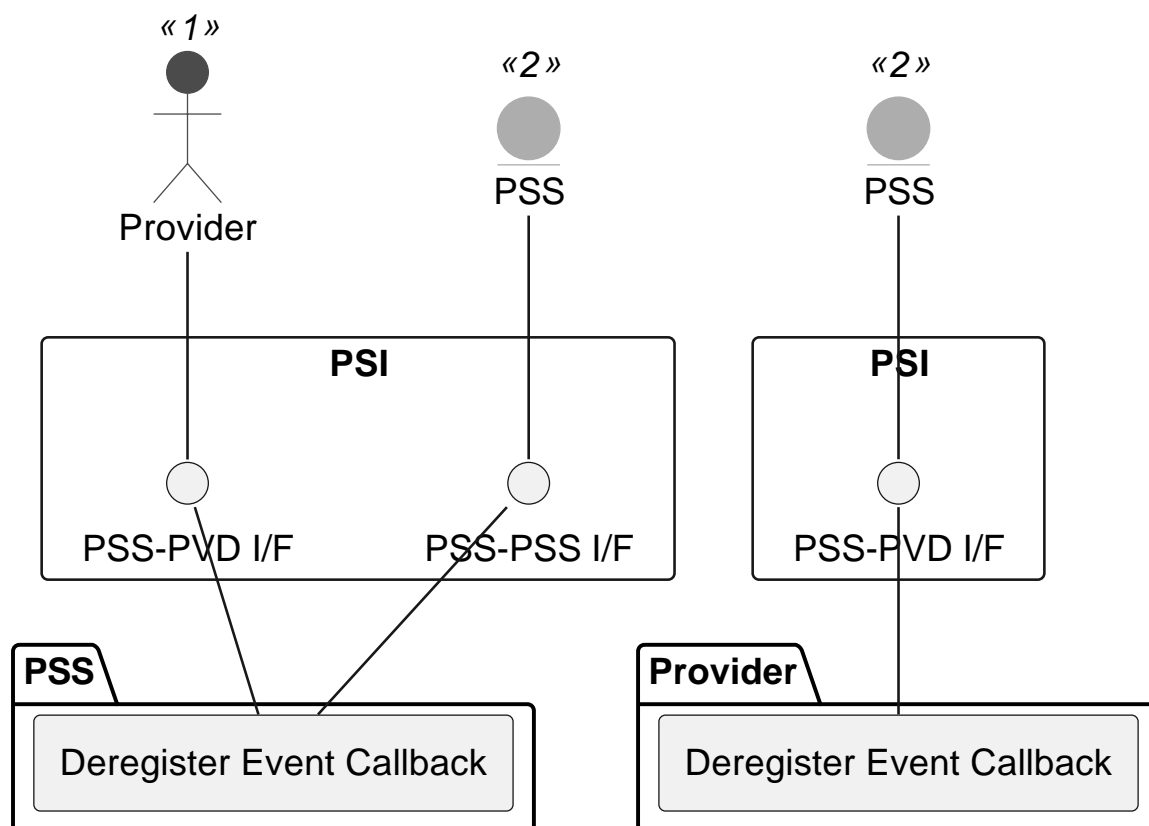 «1»
«2»
«2»
PSS
PSS
Provider
PSI
PSI
PSS-PVD I/F
PSS-PSS I/F
PSS-PVD I/F
PSS
Provider
Deregister Event Callback
Deregister Event Callback